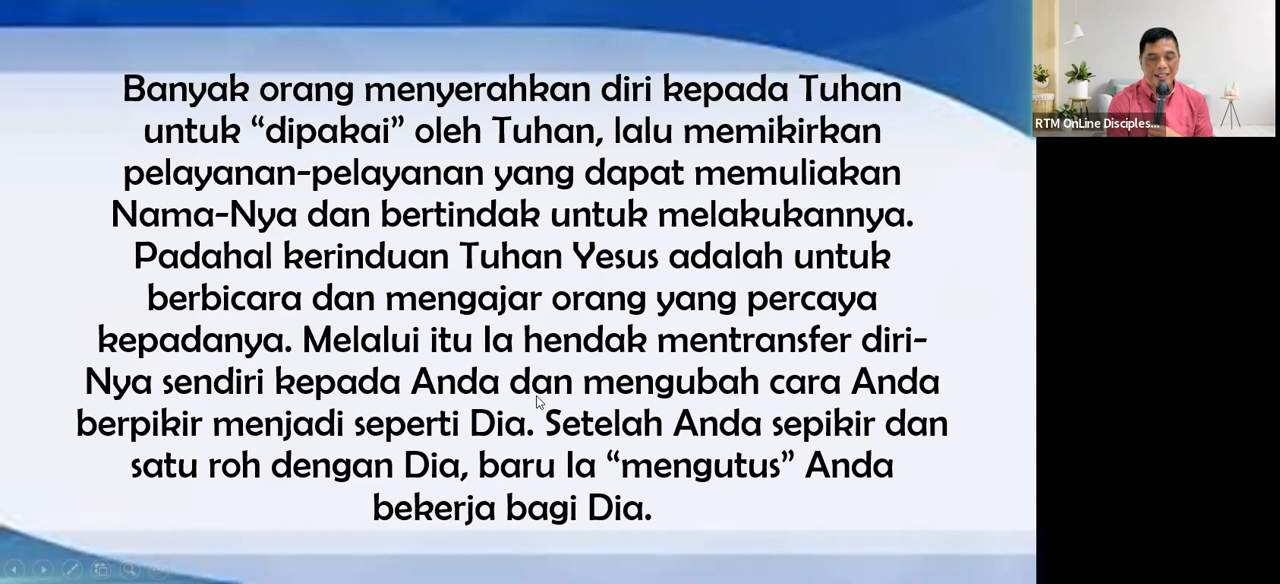 Banyak orang menyerahkan diri kepada Tuhan
untuk “dipakai” oleh Tuhan, lalu memikirkan
pelayanan-pelayanan yang dapat memuliakan
Nama-Nya dan bertindak untuk melakukannya.
Padahal kerinduan Tuhan Yesus adalah untuk
berbicara dan mengajar orang yang percaya
kepadanya. Melalui itu Ia hendak mentransfer diri-
Nya sendiri kepada Anda dan mengubah cara Anda
berpikir menjadi seperti Dia. Setelah Anda sepikir dan
satu roh dengan Dia, baru Ia “mengutus” Anda
bekerja bagi Dia.
RTM OnLine Disciples...